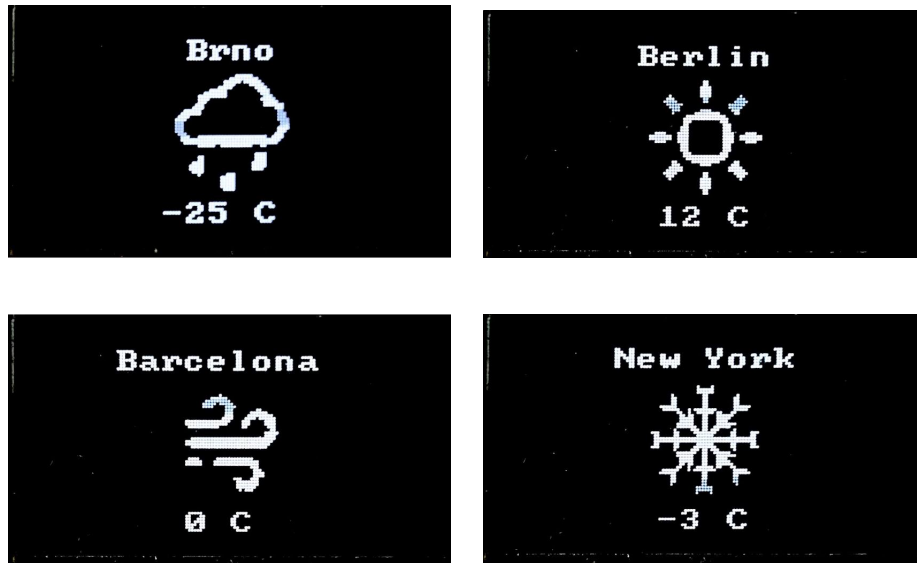 Brno
-25 C
Berlin
12 C
Barcelona
0 C
New York
-3 C